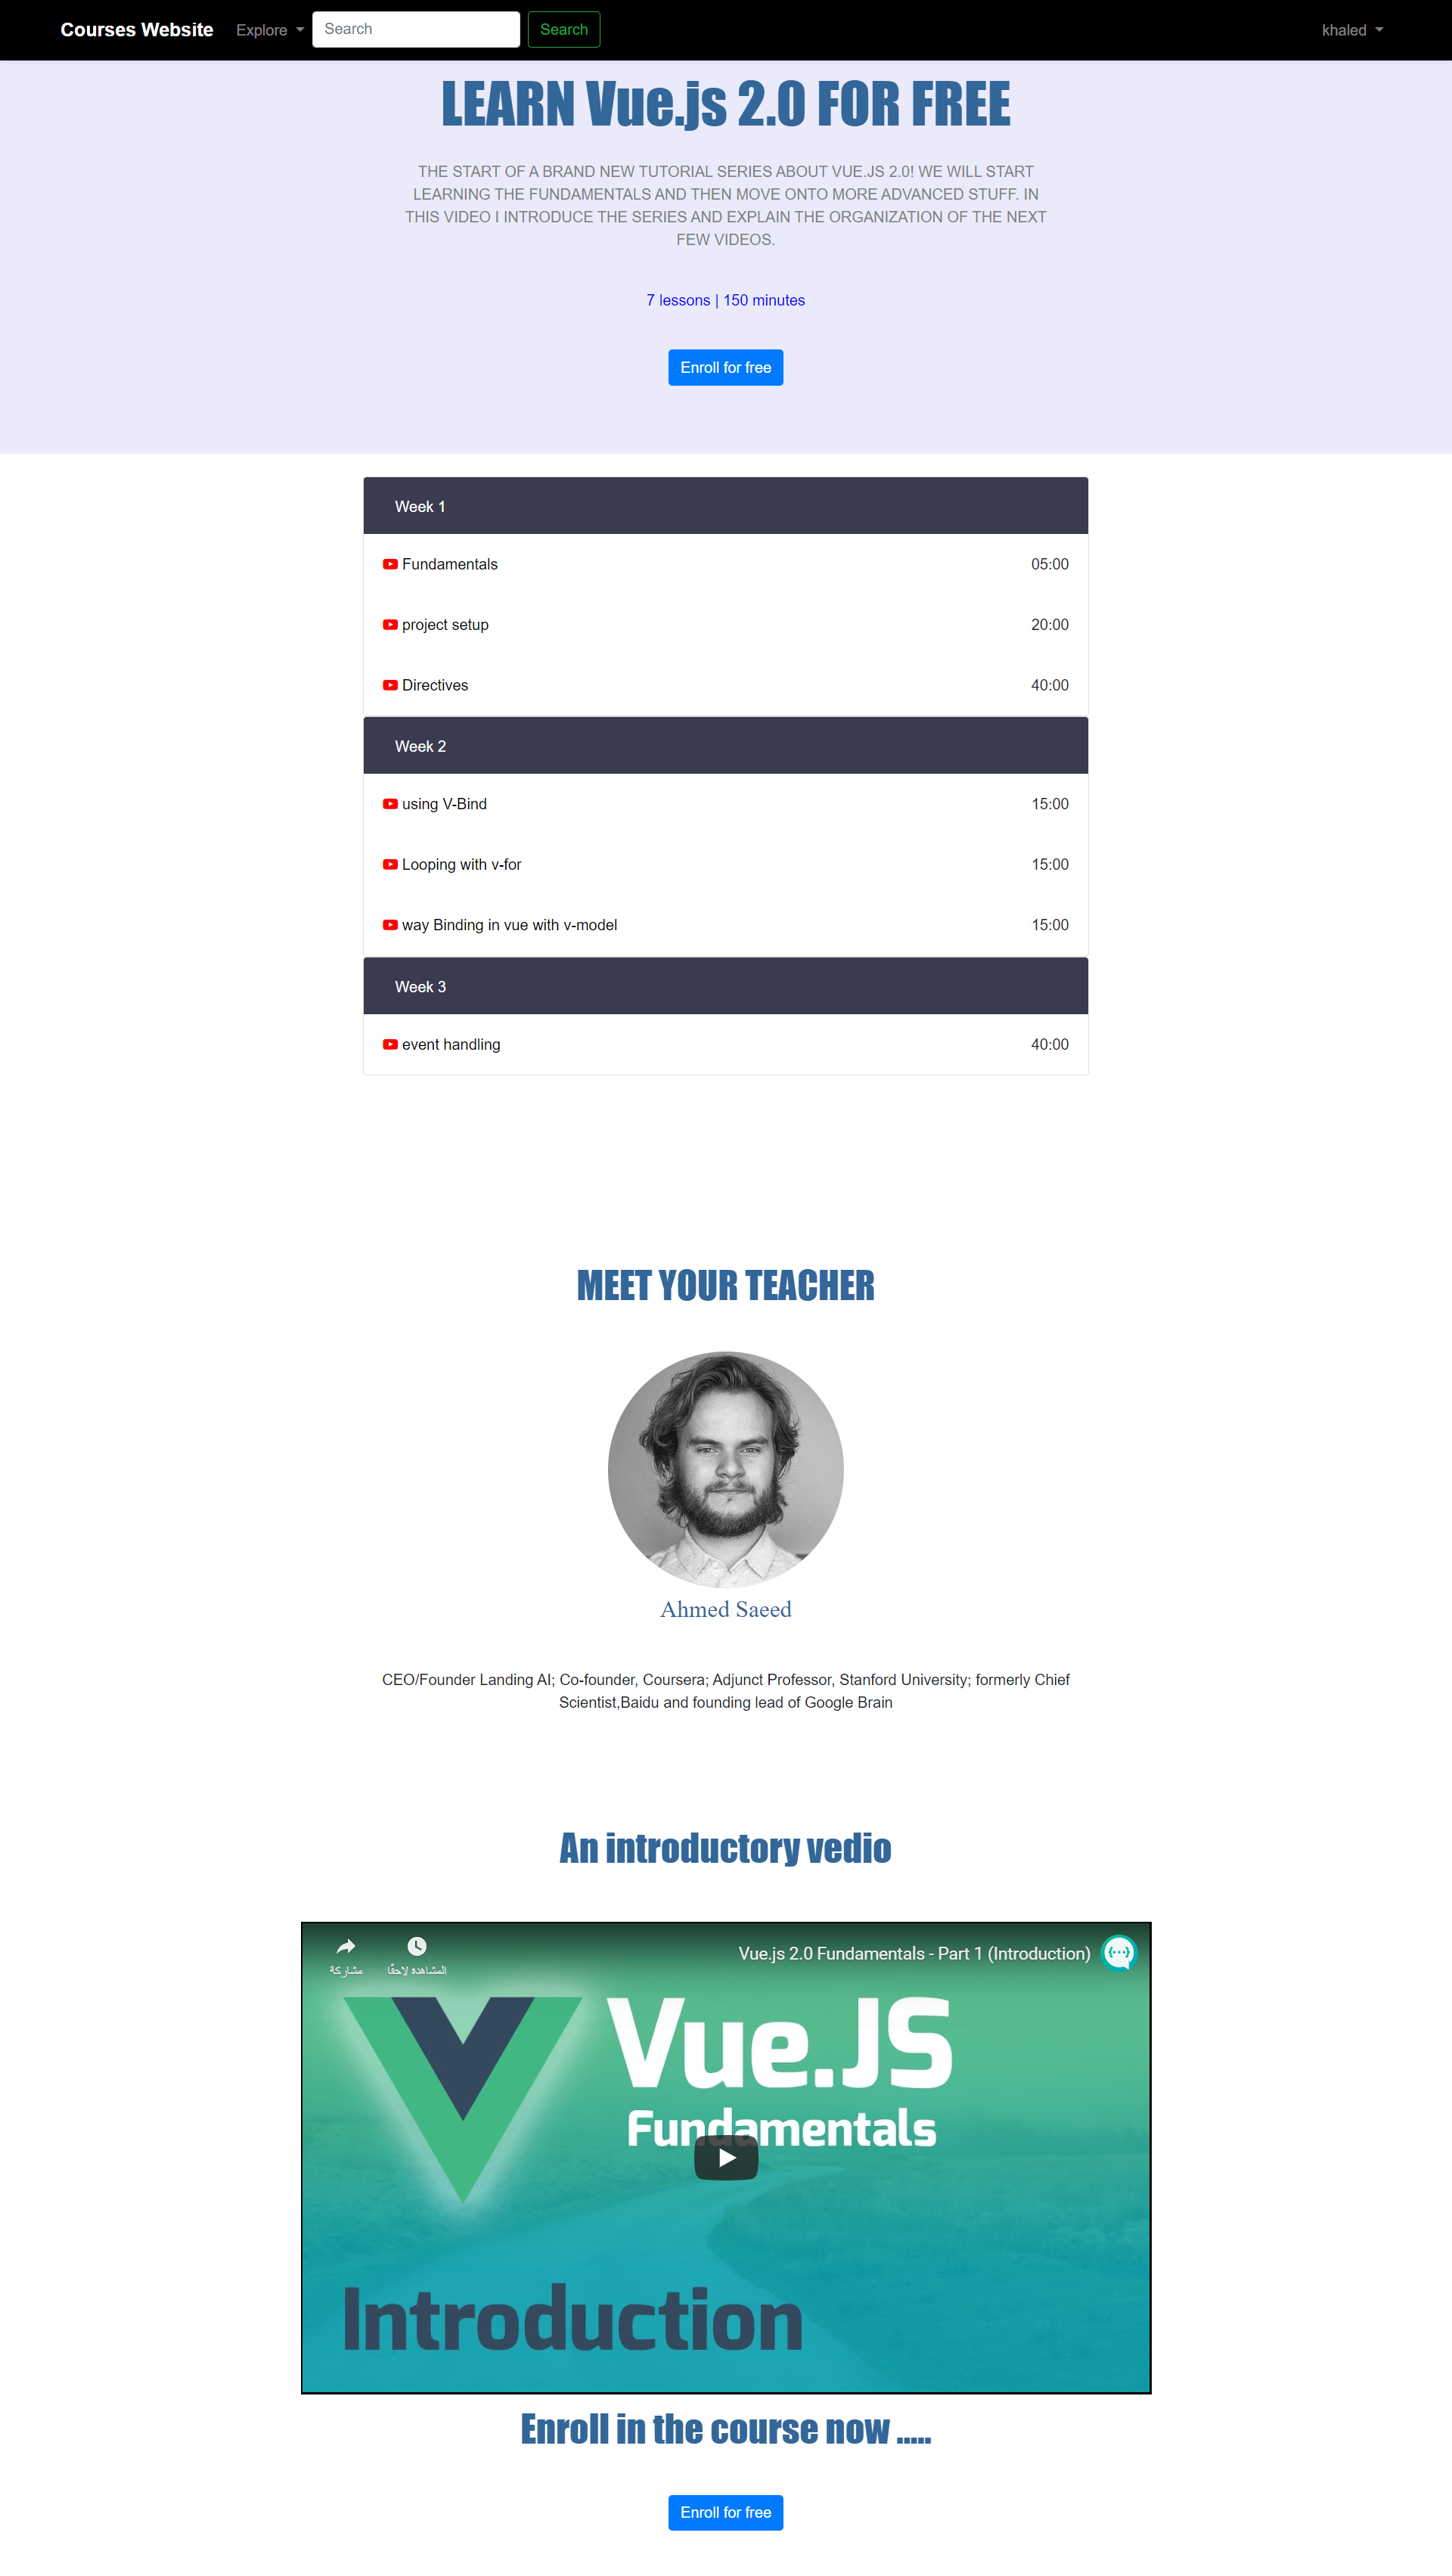 Courses Website
Explore
Search
Search
khaled
LEARN Vue.js 2.0 FOR FREE
THE START OF A BRAND NEW TUTORIAL SERIES ABOUT VUE.JS 2.0! WE WILL START
LEARNING THE FUNDAMENTALS AND THEN MOVE ONTO MORE ADVANCED STUFF. IN
THIS VIDEO I INTRODUCE THE SERIES AND EXPLAIN THE ORGANIZATION OF THE NEXT
FEW VIDEOS.
7 lessons | 150 minutes
Enroll for free
Week 1
Fundamentals 05:00
project setup 20:00
Directives 40:00
Week 2
using V-Bind 15:00
Looping with v-for 15:00
way Binding in vue with v-model 15:00
Week 3
event handling 40:00
MEET YOUR TEACHER
Ahmed Saeed
CEO/Founder Landing AI; Co-founder, Coursera; Adjunct Professor, Stanford University; formerly Chief
Scientist,Baidu and founding lead of Google Brain
An introductory vedio
مشاركة
المشاهدة لاحقًا
Vue.js 2.0 Fundamentals - Part 1 (Introduction)
Vue.JS
Fundamentals
Introduction
Enroll in the course now .....
Enroll for free